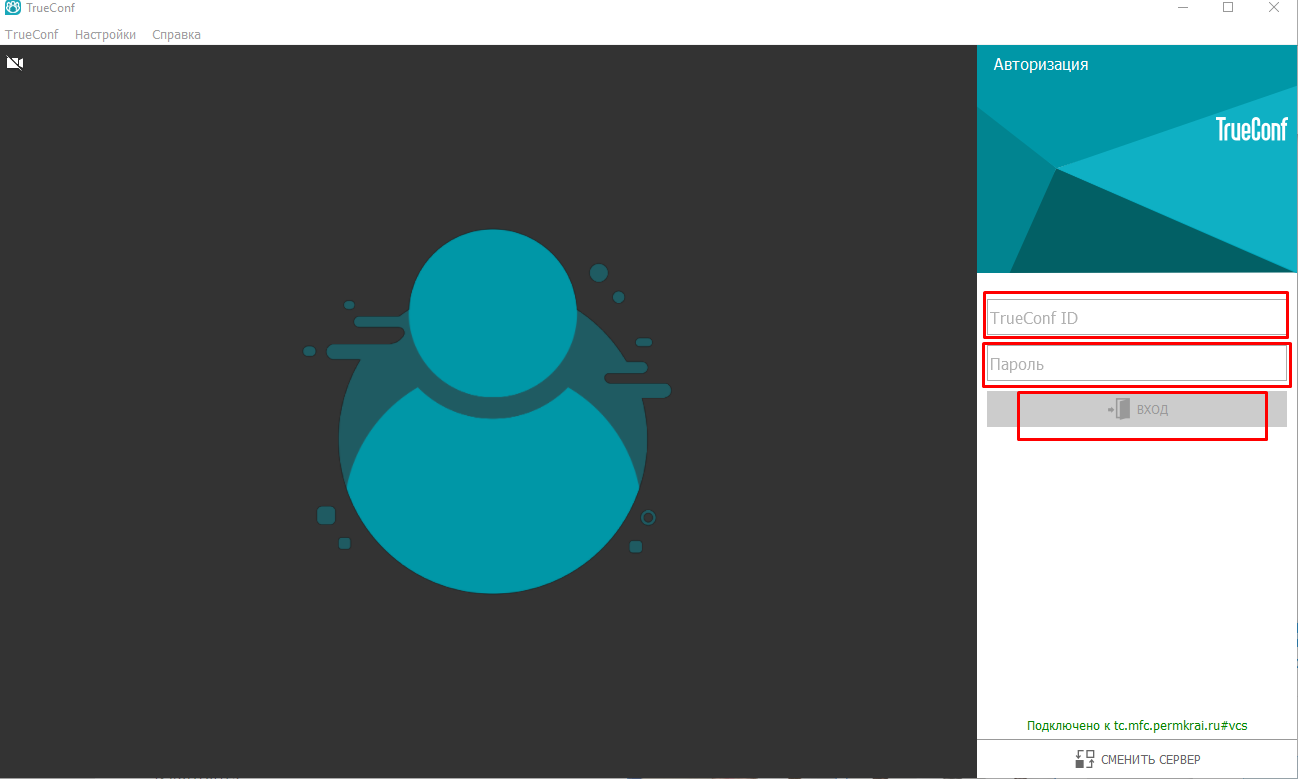 TrueConf
TrueConf Настройки Справка
Авторизация
TrueConf
TrueConf ID
Пароль
ВХОД
Подключено к tc.mfc.permkrai.ru#vcs
СМЕНИТЬ СЕРВЕР